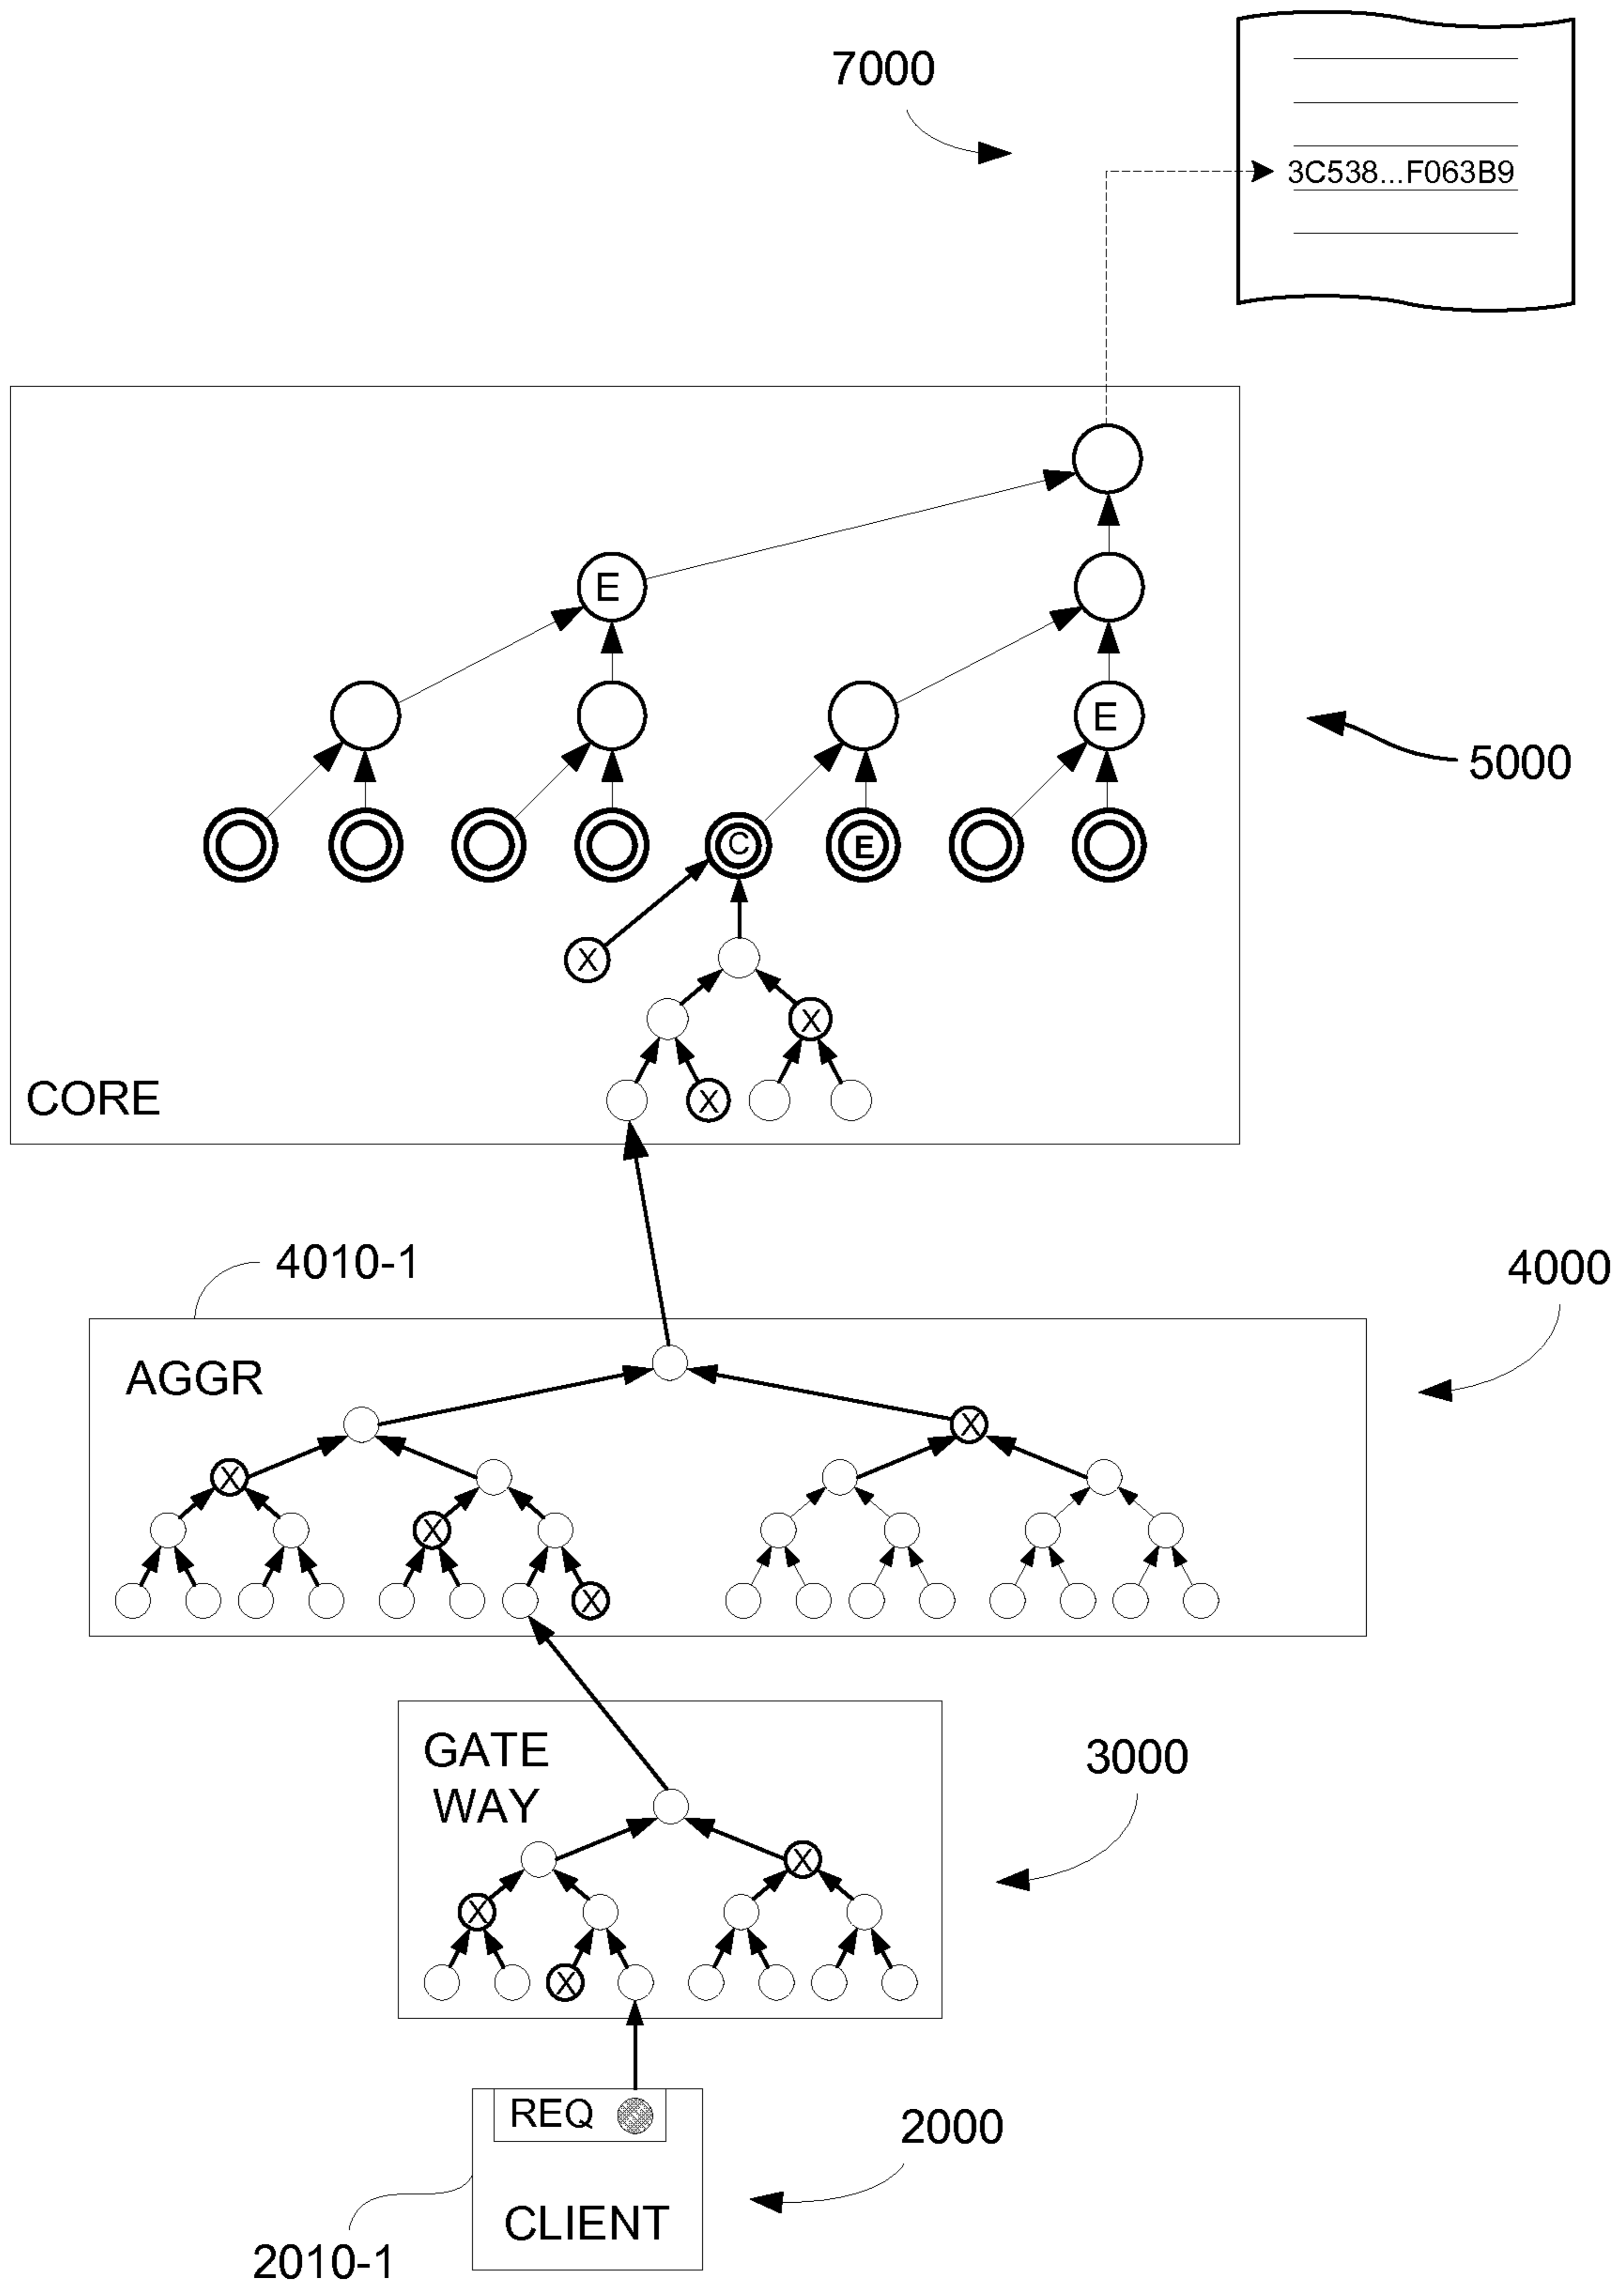 7000
3C538...F063B9
E
E
5000
C
E
X
X
X
CORE
4010-1
4000
AGGR
X
X
X
X
GATE
WAY
3000
X
X
X
REQ
2000
CLIENT
2010-1